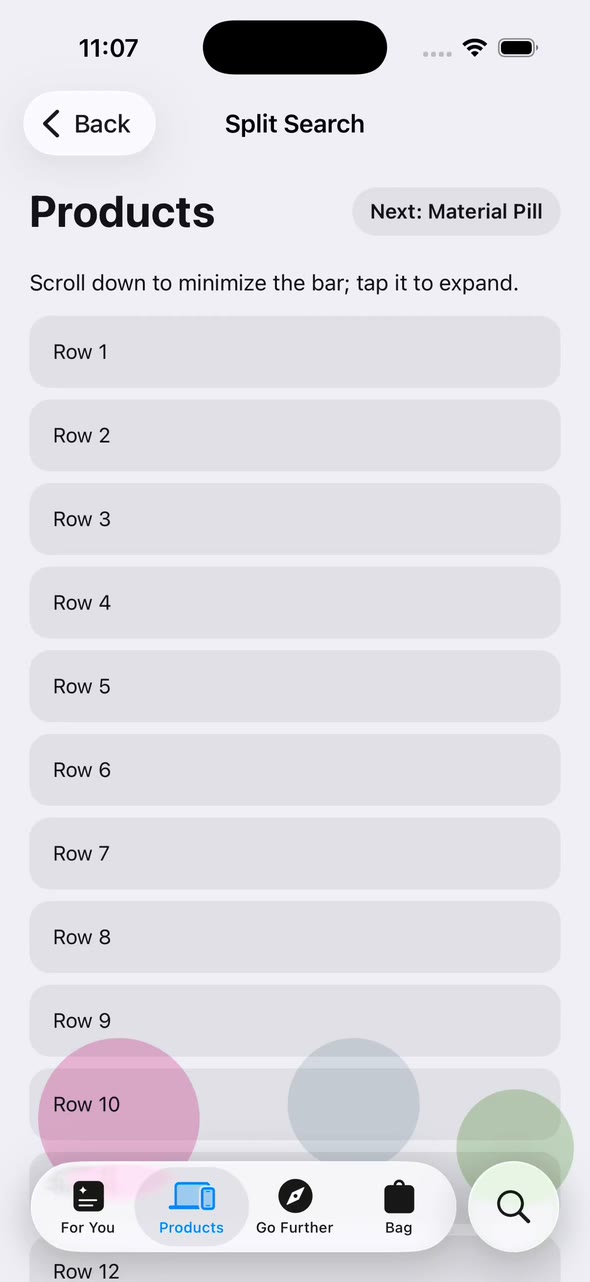 11:07
Back
Split Search
Products
Next: Material Pill
Scroll down to minimize the bar; tap it to expand.
Row 1
Row 2
Row 3
Row 4
Row 5
Row 6
Row 7
Row 8
Row 9
Row 10
For You
Products
Go Further
Bag
Row 12